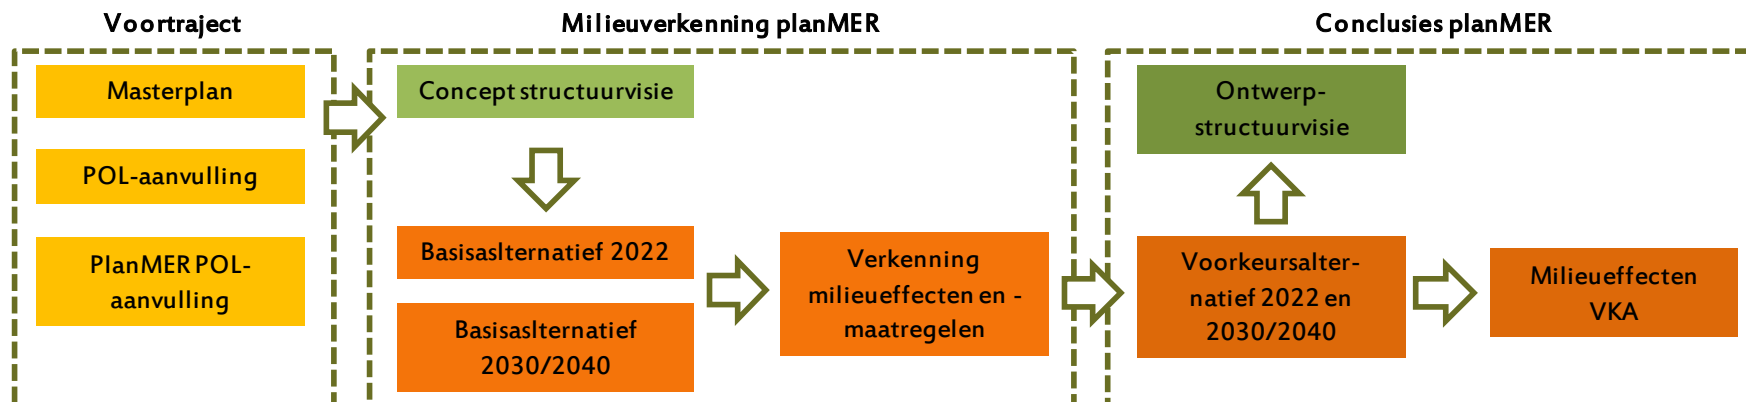 Voortraject
Masterplan
POL-aanvulling
PlanMER POL-
aanvulling
Milieuverkenning planMER
Concept structuurvisie
Basisaslternatief 2022
Basisaslternatief
2030/2040
Verkenning
milieueffecten en -
maatregelen
Conclusies planMER
Ontwerp-
structuurvisie
Voorkeursalter-
natief 2022 en
2030/2040
Milieueffecten
VKA